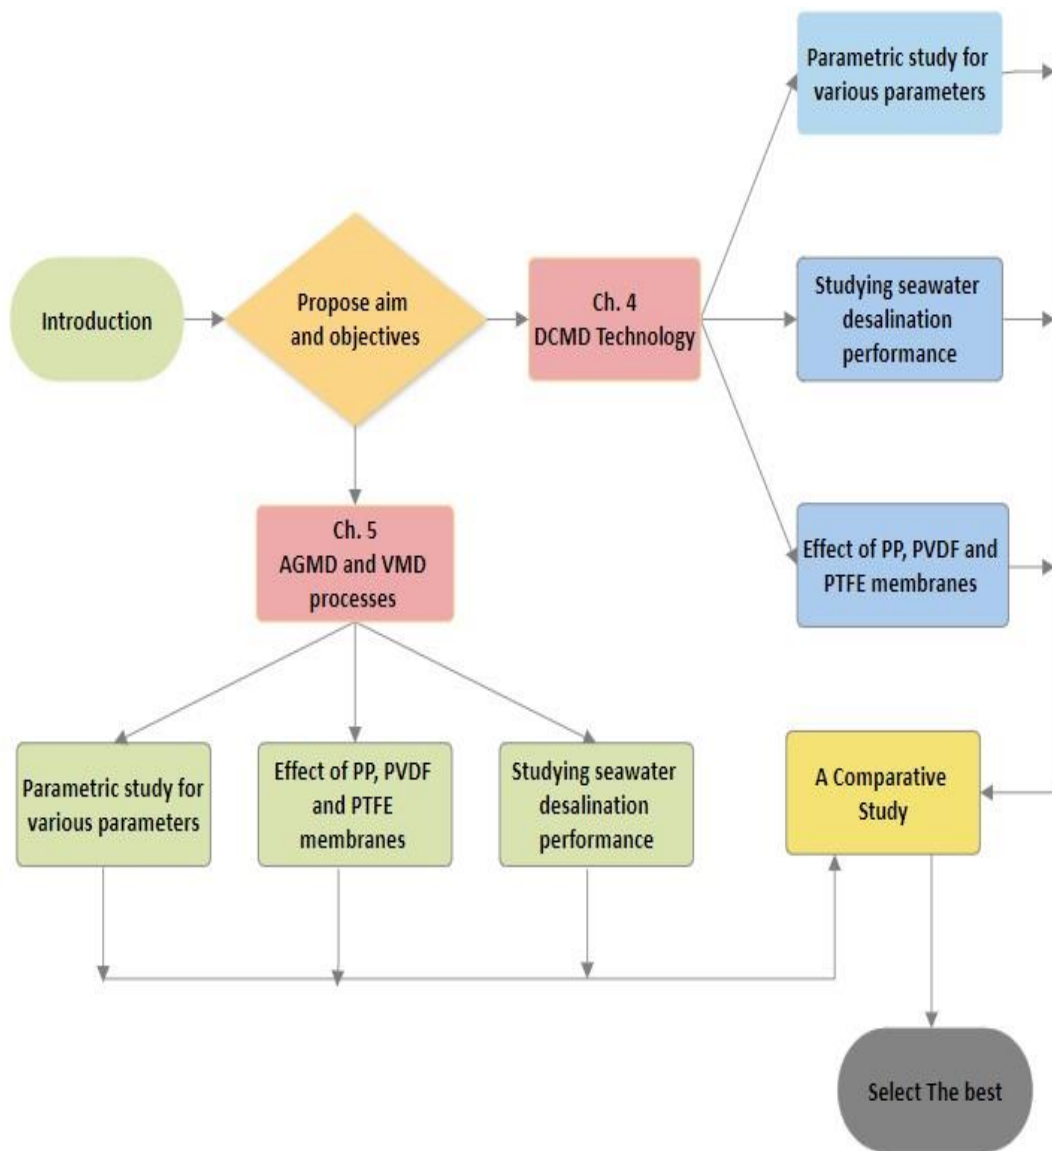 Parametric study for
various parameters
Introduction
Propose aim
and objectives
Ch. 4
DCMD Technology
Studying seawater
desalination
performance
Ch. 5
AGMD and VMD
processes
Effect of PP, PVDF and
PTFE membranes
Parametric study for
various parameters
Effect of PP, PVDF
and PTFE
membranes
Studying seawater
desalination
performance
A Comparative
Study
Select The best